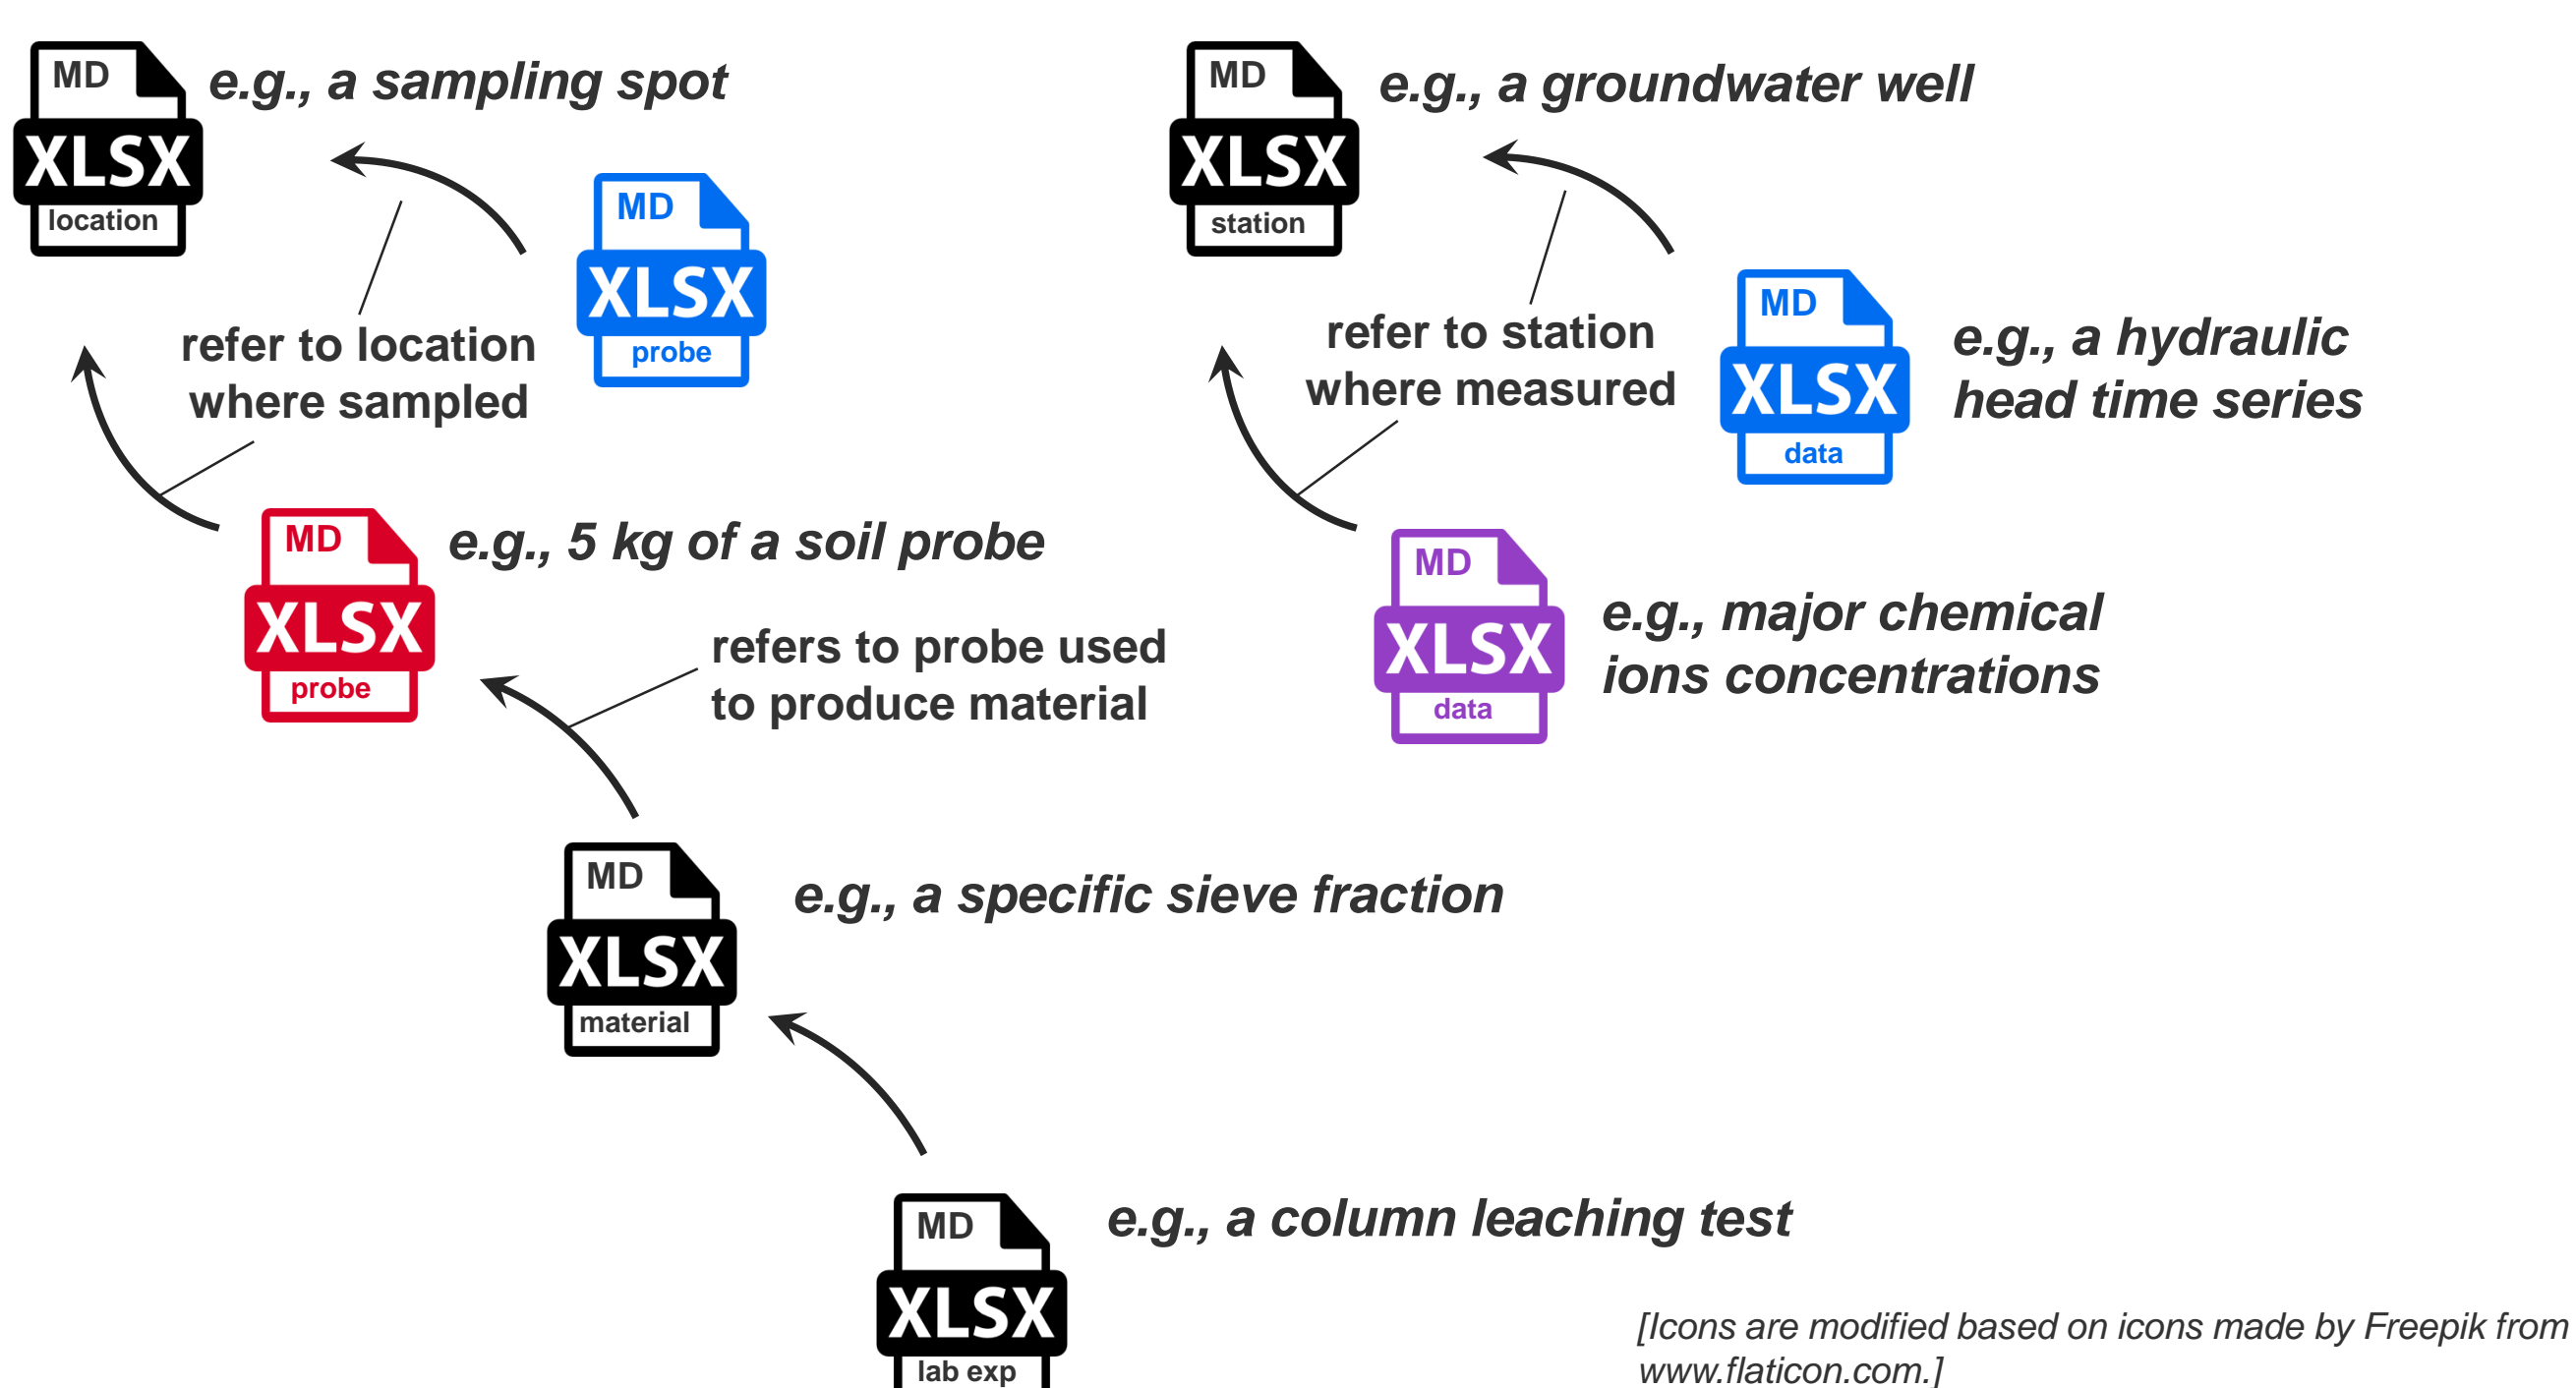 MD
XLSX
location
e.g., a sampling spot
MD
XLSX
probe
refer to location
where sampled
MD
XLSX
probe
e.g., 5 kg of a soil probe
refers to probe used
to produce material
MD
XLSX
material
e.g., a specific sieve fraction
MD
XLSX
lab exp
e.g., a column leaching test
MD
XLSX
station
e.g., a groundwater well
refer to station
where measured
MD
XLSX
data
e.g., a hydraulic
head time series
MD
XLSX
data
e.g., major chemical
ions concentrations
[Icons are modified based on icons made by Freepik from
www.flaticon.com.]